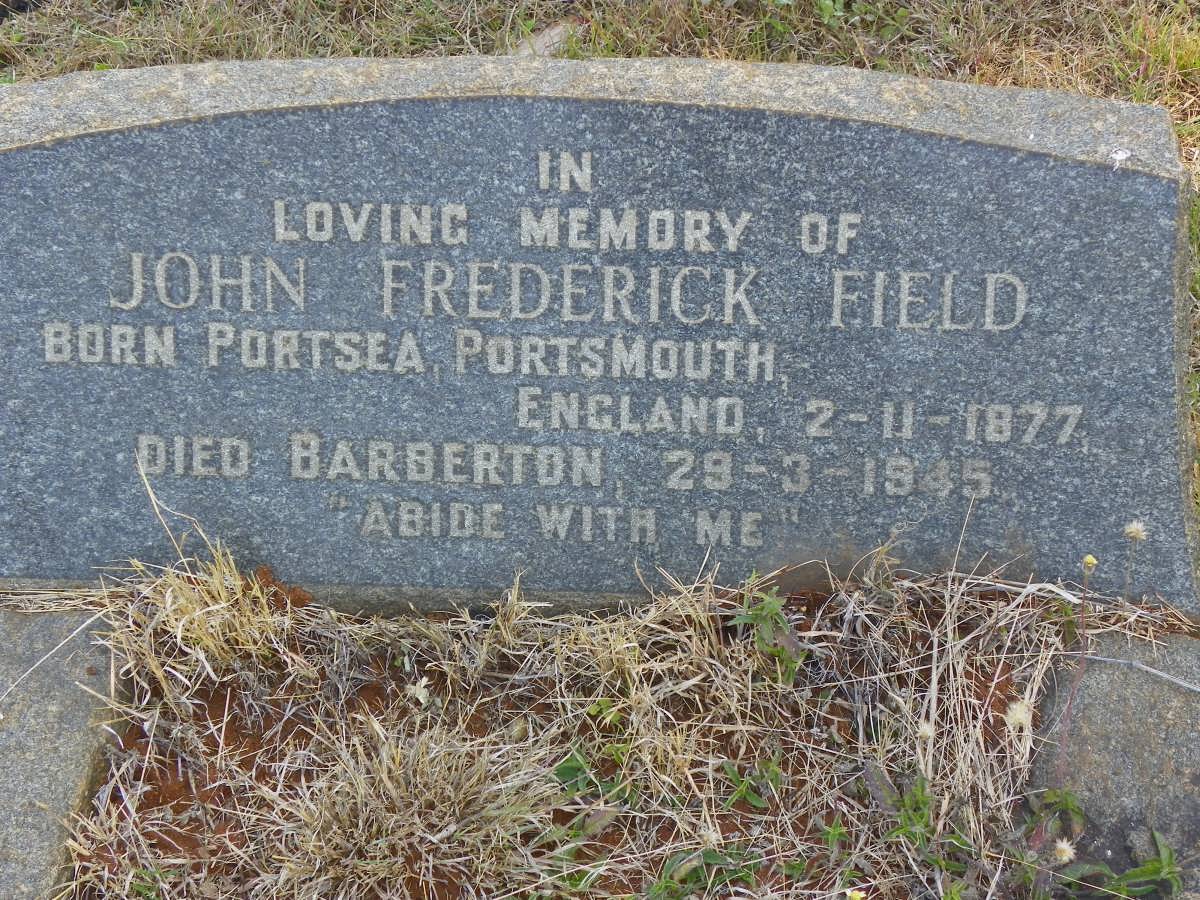 IN
LOVING MEMORY OF
JOHN FREDERICK FIELD
BORN PORTSEA, PORTSMOUTH,
ENGLAND, 2-11-1877,
DIED BARBERTON, 29-3-1945.
"ABIDE WITH ME"